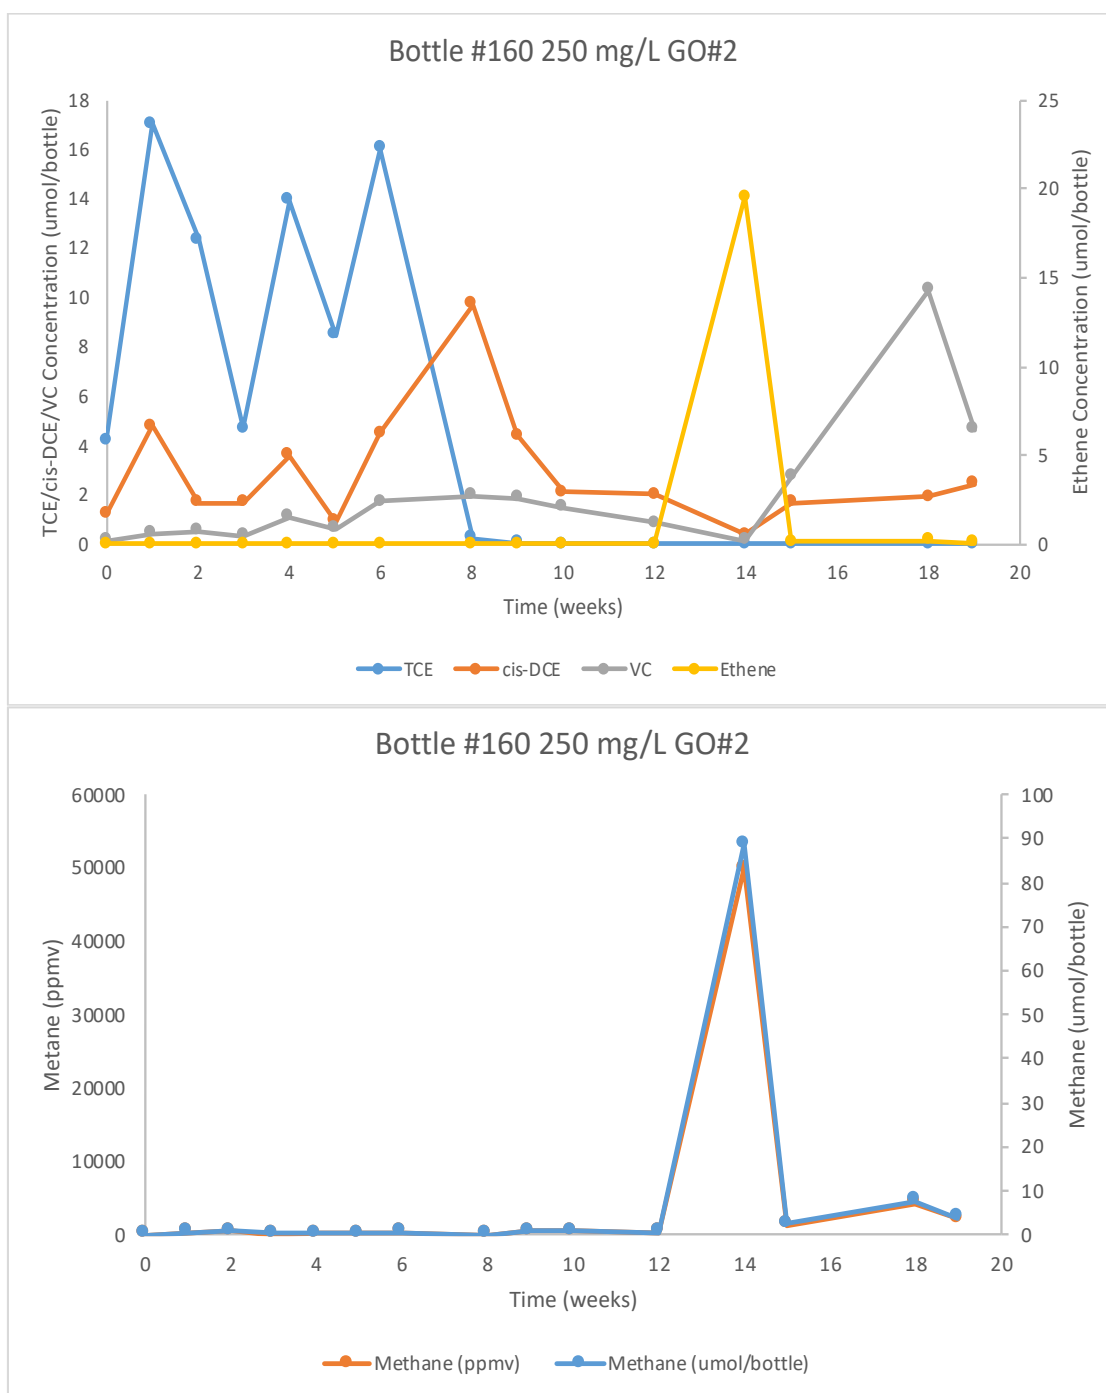 Bottle #160 250 mg/L GO#2
TCE/cis-DCE/VC Concentration (umol/bottle)
18
16
14
12
10
8
6
4
2
0
25
20
15
10
5
0
Ethene Concentration (umol/bottle)
0 2 4 6 8 10 12 14 16 18 20
Time (weeks)
TCE cis-DCE VC Ethene
Bottle #160 250 mg/L GO#2
Metane (ppmv)
60000
50000
40000
30000
20000
10000
0
100
90
80
70
60
50
40
30
20
10
0
Methane (umol/bottle)
0 2 4 6 8 10 12 14 16 18 20
Time (weeks)
Methane (ppmv) Methane (umol/bottle)